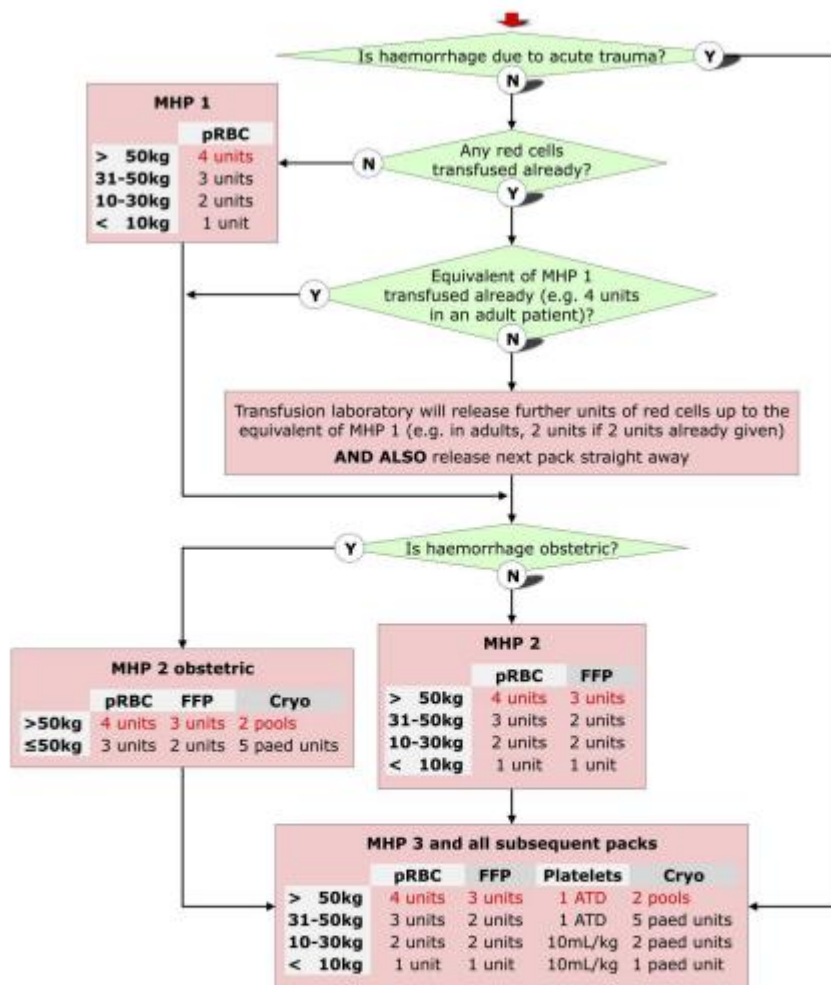 Is haemorrhage due to acute trauma?
Y
N
MHP 1
pRBC
> 50kg 4 units
31-50kg 3 units
10-30kg 2 units
< 10kg 1 unit
N
Any red cells
transfused already?
Y
Equivalent of MHP 1
transfused already (e.g. 4 units
in an adult patient)?
Y
N
Transfusion laboratory will release further units of red cells up to the
equivalent of MHP 1 (e.g. in adults, 2 units if 2 units already given)
AND ALSO release next pack straight away
Y
Is haemorrhage obstetric?
N
MHP 2 obstetric
pRBC FFP Cryo
>50kg 4 units 3 units 2 pools
≤50kg 3 units 2 units 5 paed units
MHP 2
pRBC FFP
> 50kg 4 units 3 units
31-50kg 3 units 2 units
10-30kg 2 units 2 units
< 10kg 1 unit 1 unit
MHP 3 and all subsequent packs
pRBC FFP Platelets Cryo
> 50kg 4 units 3 units 1 ATD 2 pools
31-50kg 3 units 2 units 1 ATD 5 paed units
10-30kg 2 units 2 units 10mL/kg 2 paed units
< 10kg 1 unit 1 unit 10mL/kg 1 paed unit